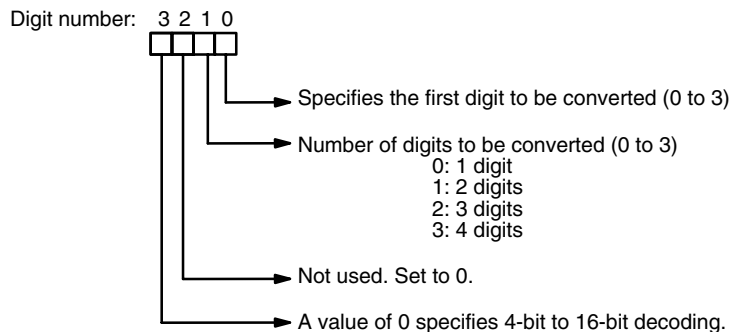 Digit number: 3 2 1 0
Specifies the first digit to be converted (0 to 3)
Number of digits to be converted (0 to 3)
0: 1 digit
1: 2 digits
2: 3 digits
3: 4 digits
Not used. Set to 0.
A value of 0 specifies 4-bit to 16-bit decoding.